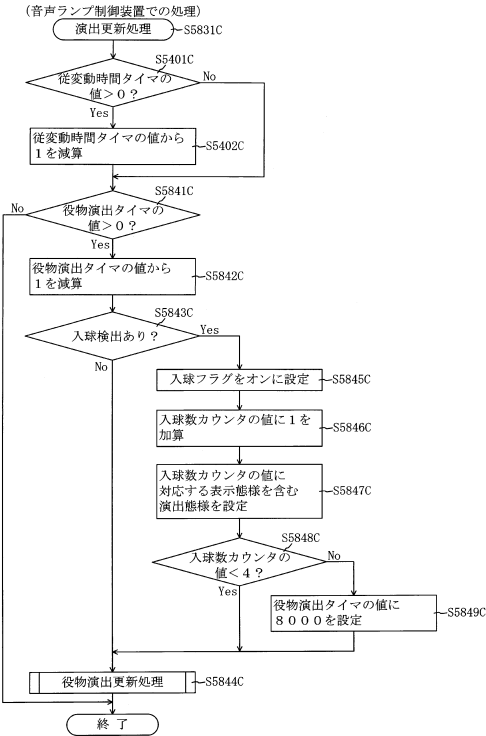 (音声ランプ制御装置での処理)
演出更新処理
S5831C
S5401C
従変動時間タイマの
値>0?
No
Yes
従変動時間タイマの値から
1を減算
S5402C
S5841C
役物演出タイマの
値>0?
No
Yes
役物演出タイマの値から
1を減算
S5842C
S5843C
入球検出あり?
Yes
No
入球フラグをオンに設定
S5845C
入球数カウンタの値に1を
加算
S5846C
入球数カウンタの値に
対応する表示態様を含む
演出態様を設定
S5847C
S5848C
入球数カウンタの
値<4?
No
Yes
役物演出タイマの値に
8000を設定
S5849C
役物演出更新処理
S5844C
終了